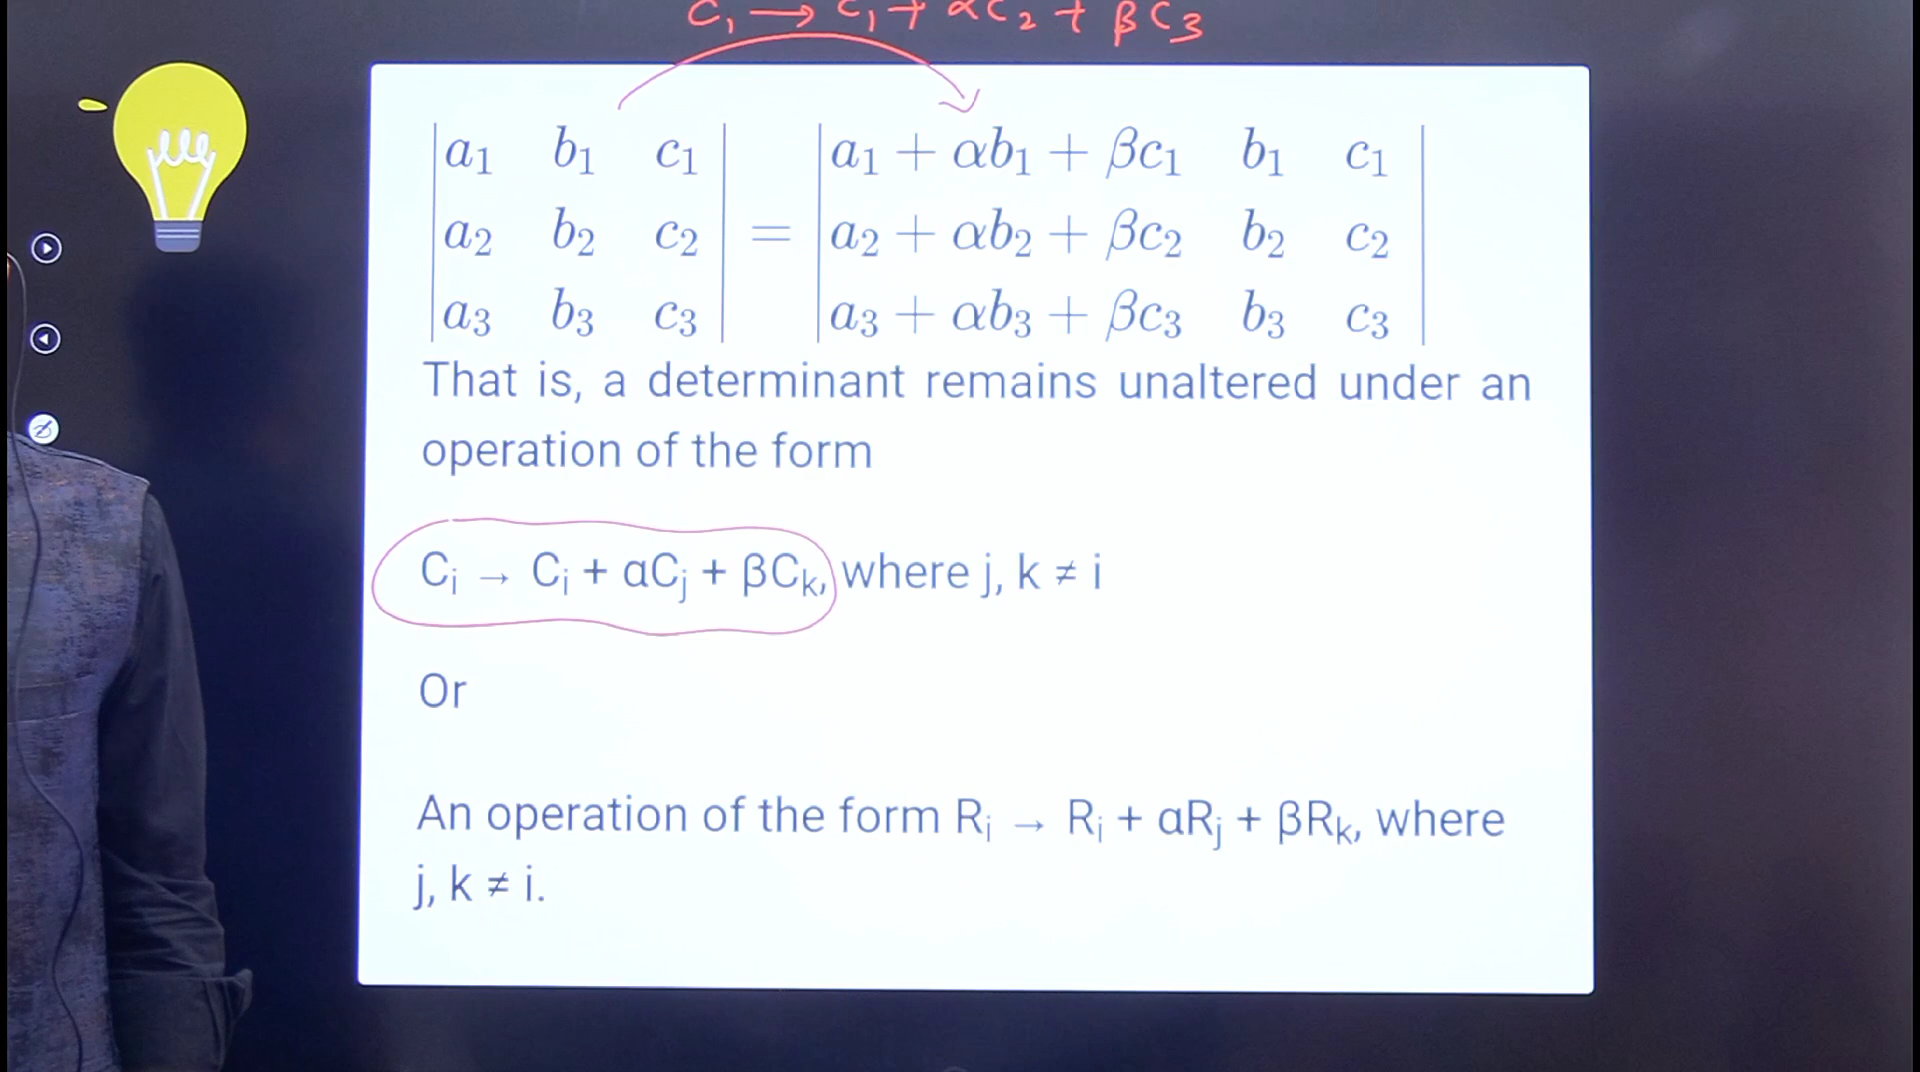 C₁ → C₁ + αC₂ + βC₃
|a₁ b₁ c₁| |a₁ + αb₁ + βc₁ b₁ c₁|
|a₂ b₂ c₂| = |a₂ + αb₂ + βc₂ b₂ c₂|
|a₃ b₃ c₃| |a₃ + αb₃ + βc₃ b₃ c₃|
That is, a determinant remains unaltered under an
operation of the form
Cᵢ → Cᵢ + αCⱼ + βCₖ, where j, k ≠ i
Or
An operation of the form Rᵢ → Rᵢ + αRⱼ + βRₖ, where
j, k ≠ i.